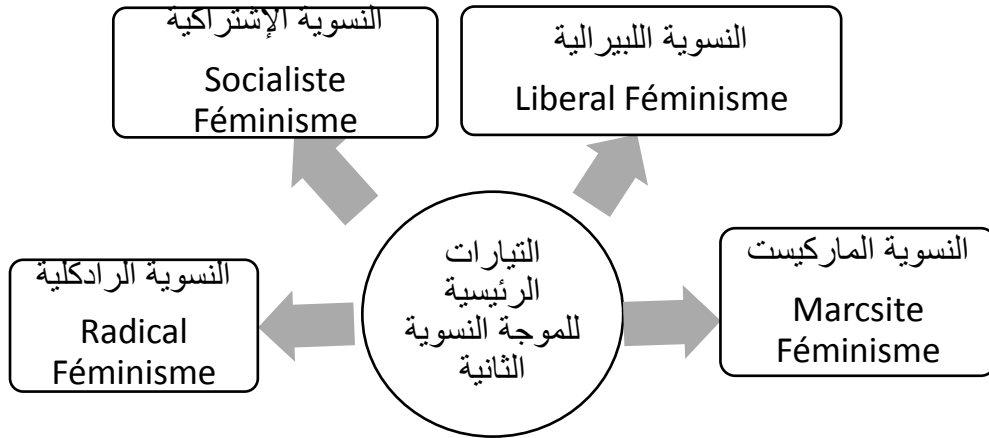 النسوية الإشتراكية
Socialiste
Féminisme
النسوية اللبيرالية
Liberal Féminisme
التيارات
الرئيسية
للموجة النسوية
الثانية
النسوية الرادكلية
Radical
Féminisme
النسوية الماركيست
Marcsite
Féminisme